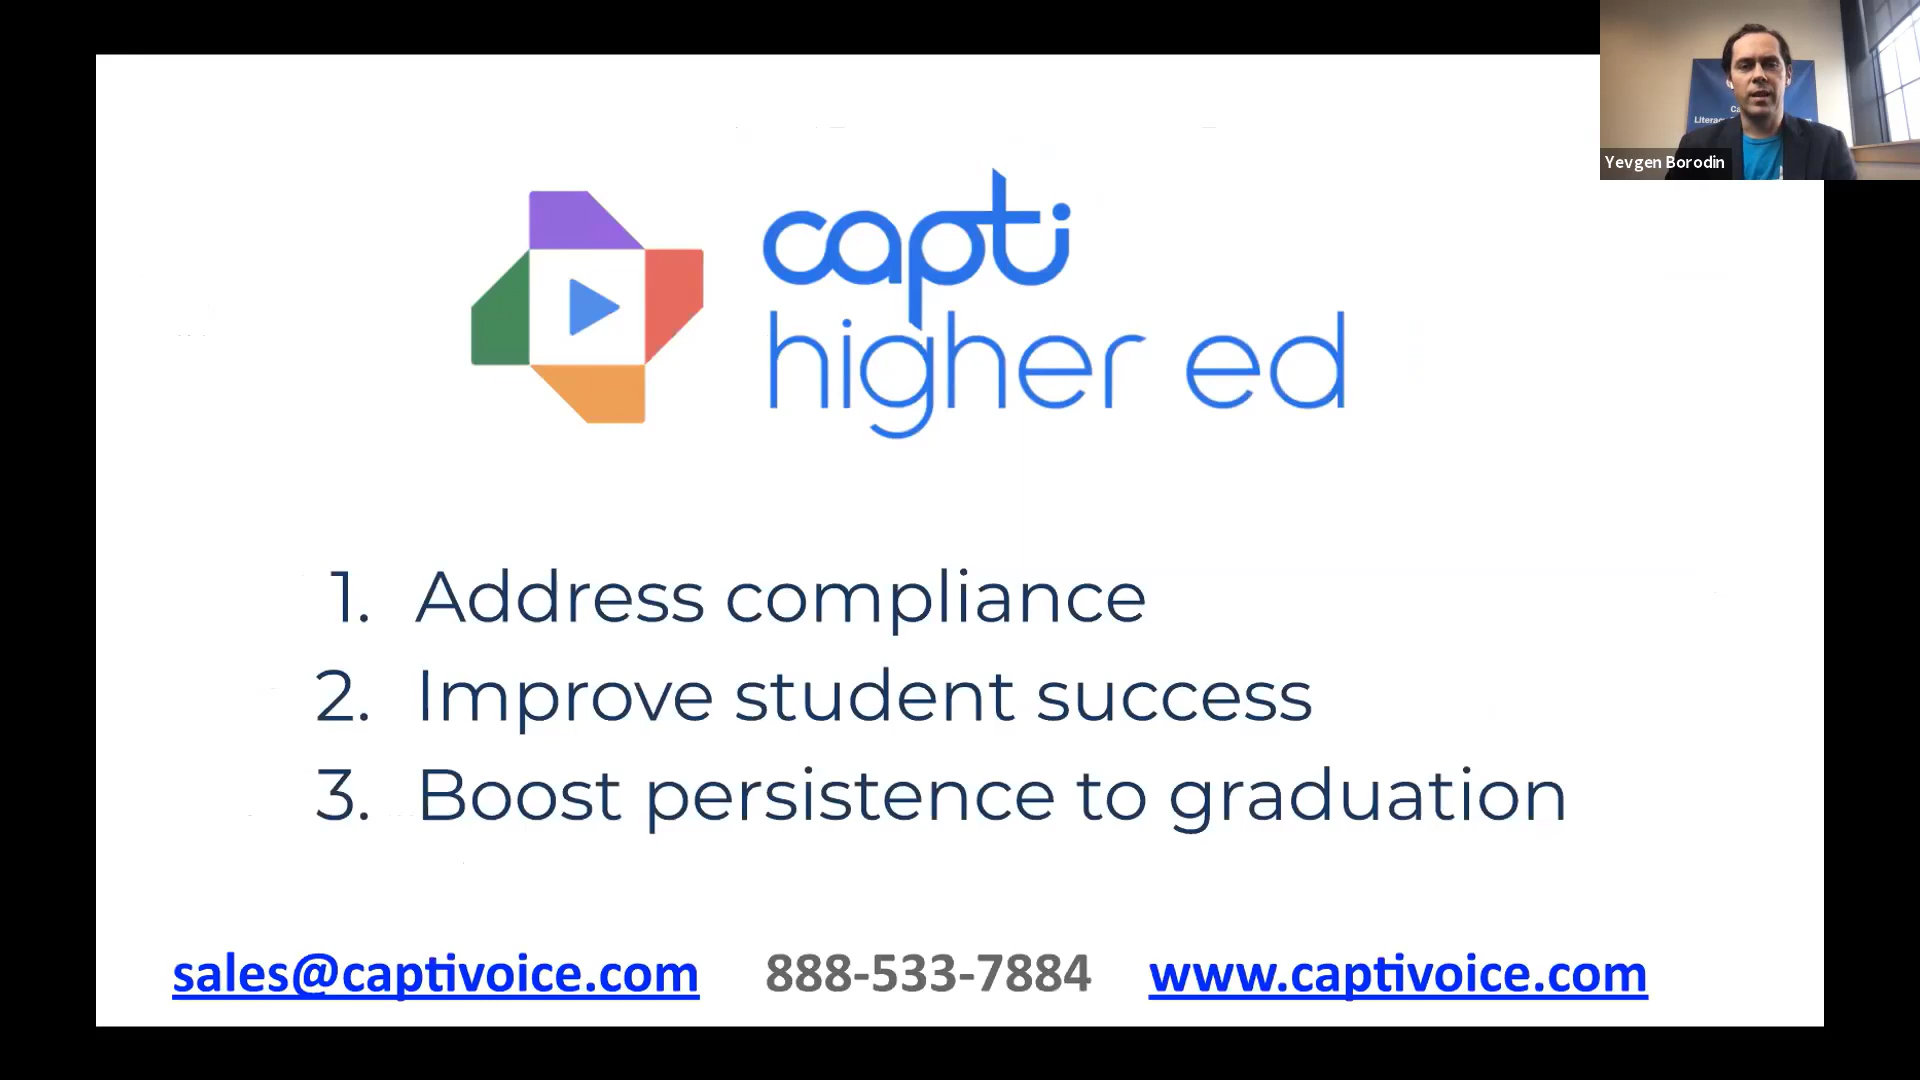 Yevgen Borodin
capti
higher ed
1. Address compliance
2. Improve student success
3. Boost persistence to graduation
sales@captivoice.com 888-533-7884 www.captivoice.com